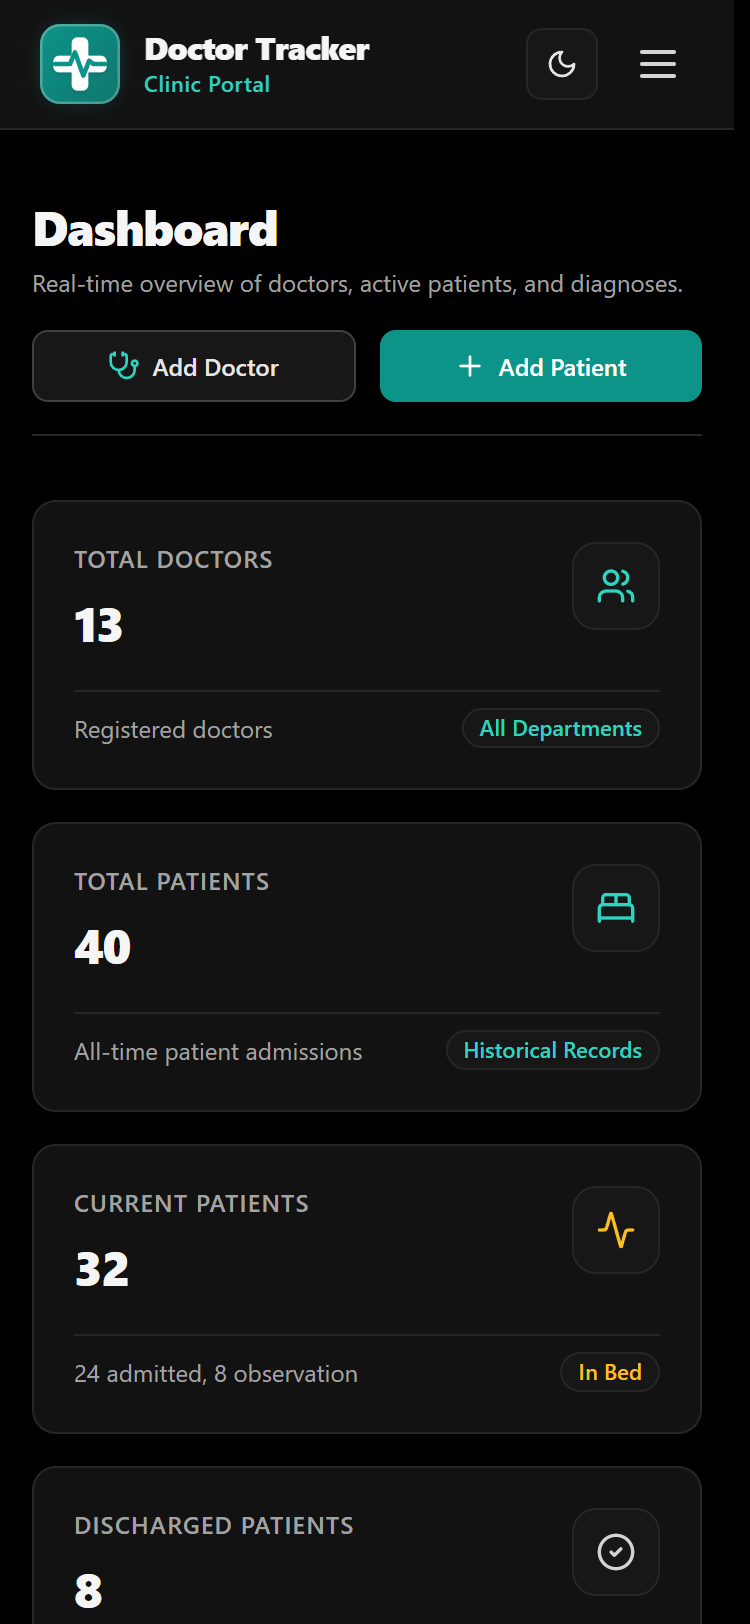 Doctor Tracker
Clinic Portal
Dashboard
Real-time overview of doctors, active patients, and diagnoses.
Add Doctor
Add Patient
TOTAL DOCTORS
13
Registered doctors
All Departments
TOTAL PATIENTS
40
All-time patient admissions
Historical Records
CURRENT PATIENTS
32
24 admitted, 8 observation
In Bed
DISCHARGED PATIENTS
8